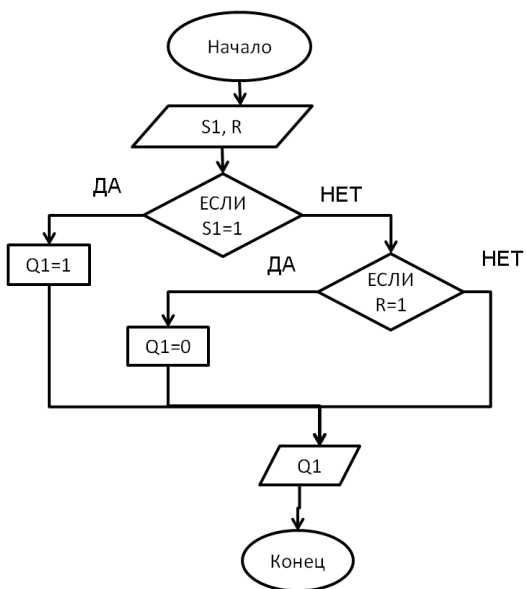 Начало
S1, R
ДА
НЕТ
ЕСЛИ
S1=1
Q1=1
ДА
НЕТ
ЕСЛИ
R=1
Q1=0
Q1
Конец